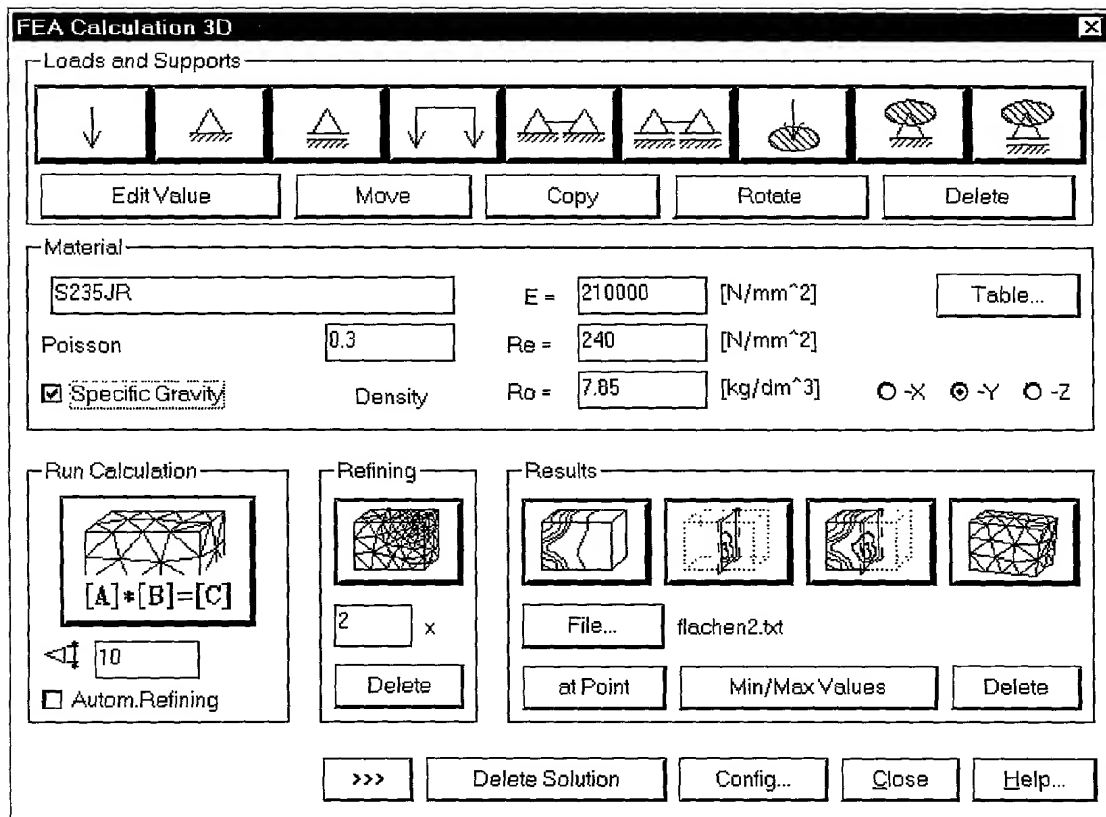 FEA Calculation 3D
Loads and Supports
Edit Value Move Copy Rotate Delete
Material
S235JR E = 210000 [N/mm^2] Table...
Poisson 0.3 Re = 240 [N/mm^2]
Specific Gravity Density Ro = 7.85 [kg/dm^3] -X -Y -Z
Run Calculation Refining Results
[A]*[B]=[C]
2 x File... flachen2.txt
10
Delete at Point Min/Max Values Delete
Autom.Refining
>>> Delete Solution Config... Close Help...